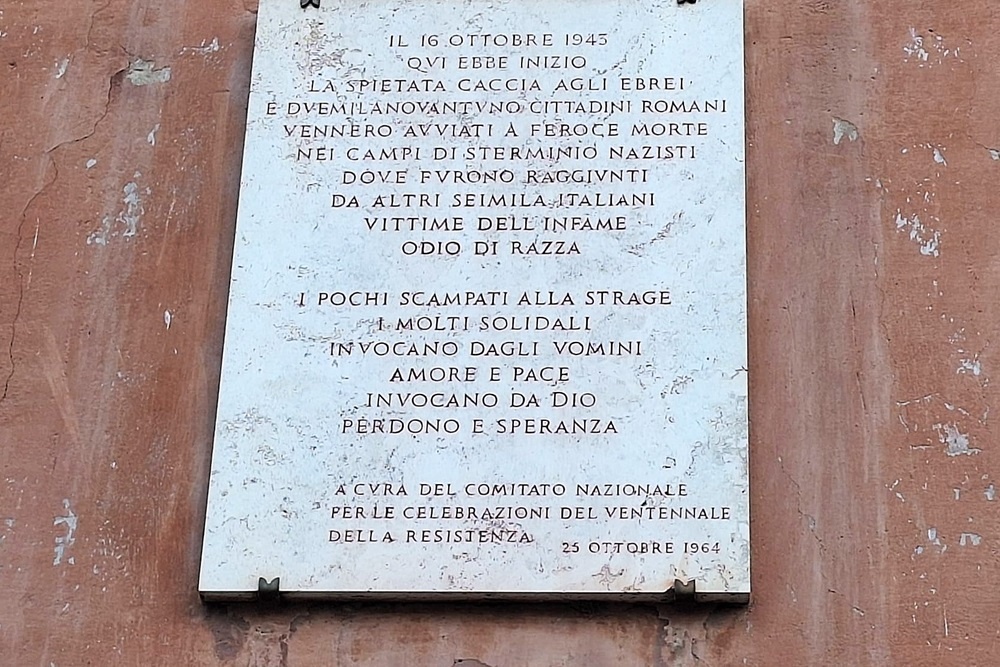 IL 16 OTTOBRE 1943
QVI EBBE INIZIO
LA SPIETATA CACCIA AGLI EBREI
E DVEMILANOVANTVNO CITTADINI ROMANI
VENNERO AVVIATI A FEROCE MORTE
NEI CAMPI DI STERMINIO NAZISTI
DOVE FVRONO RAGGIVNTI
DA ALTRI SEIMILA ITALIANI
VITTIME DELL'INFAME
ODIO DI RAZZA
I POCHI SCAMPATI ALLA STRAGE
I MOLTI SOLIDALI
INVOCANO DAGLI VOMINI
AMORE E PACE
INVOCANO DA DIO
PERDONO E SPERANZA
A CVRA DEL COMITATO NAZIONALE
PER LE CELEBRAZIONI DEL VENTENNALE
DELLA RESISTENZA
25 OTTOBRE 1964